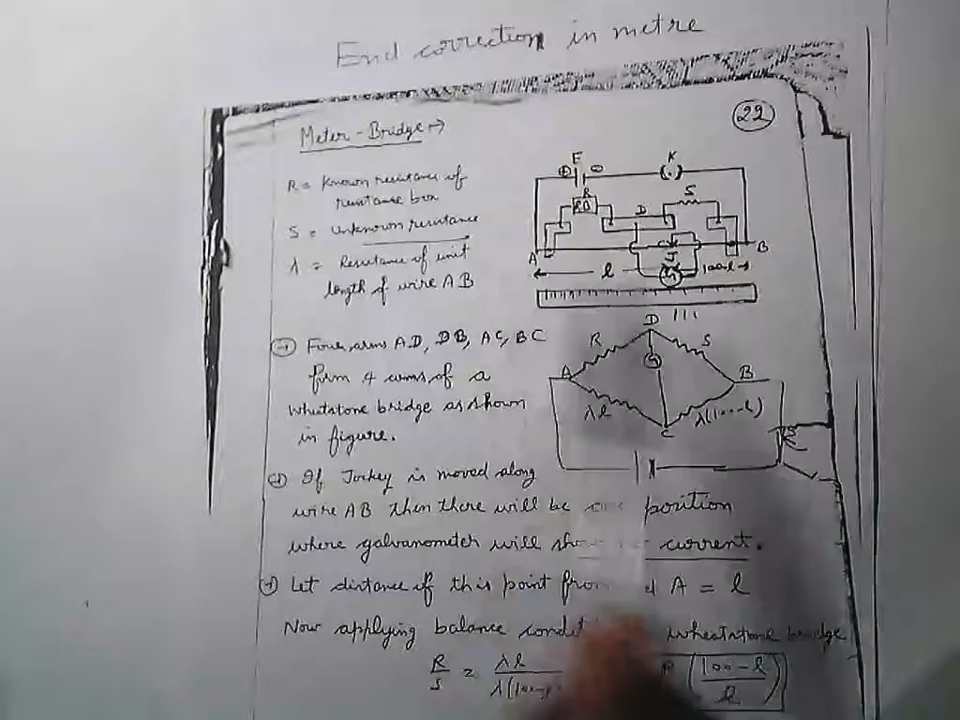 End correction in metre
22
Meter-Bridge →
R = Known resistance of
resistance box
S = Unknown resistance
λ = Resistance of unit
length of wire AB
E
K
R
D
S
A
C
B
J
G
l
100-l
→ Four arms AD, DB, AC, BC
form 4 arms of a
wheatstone bridge as shown
in figure.
D
R
S
G
A
B
λl
λ(100-l)
C
→ If Jockey is moved along
wire AB then there will be one position
where galvanometer will current.
→ Let distance of this point from A = l
Now applying balance wheatstone bridge
R/S = λl/λ(100-l
(100-l/l)